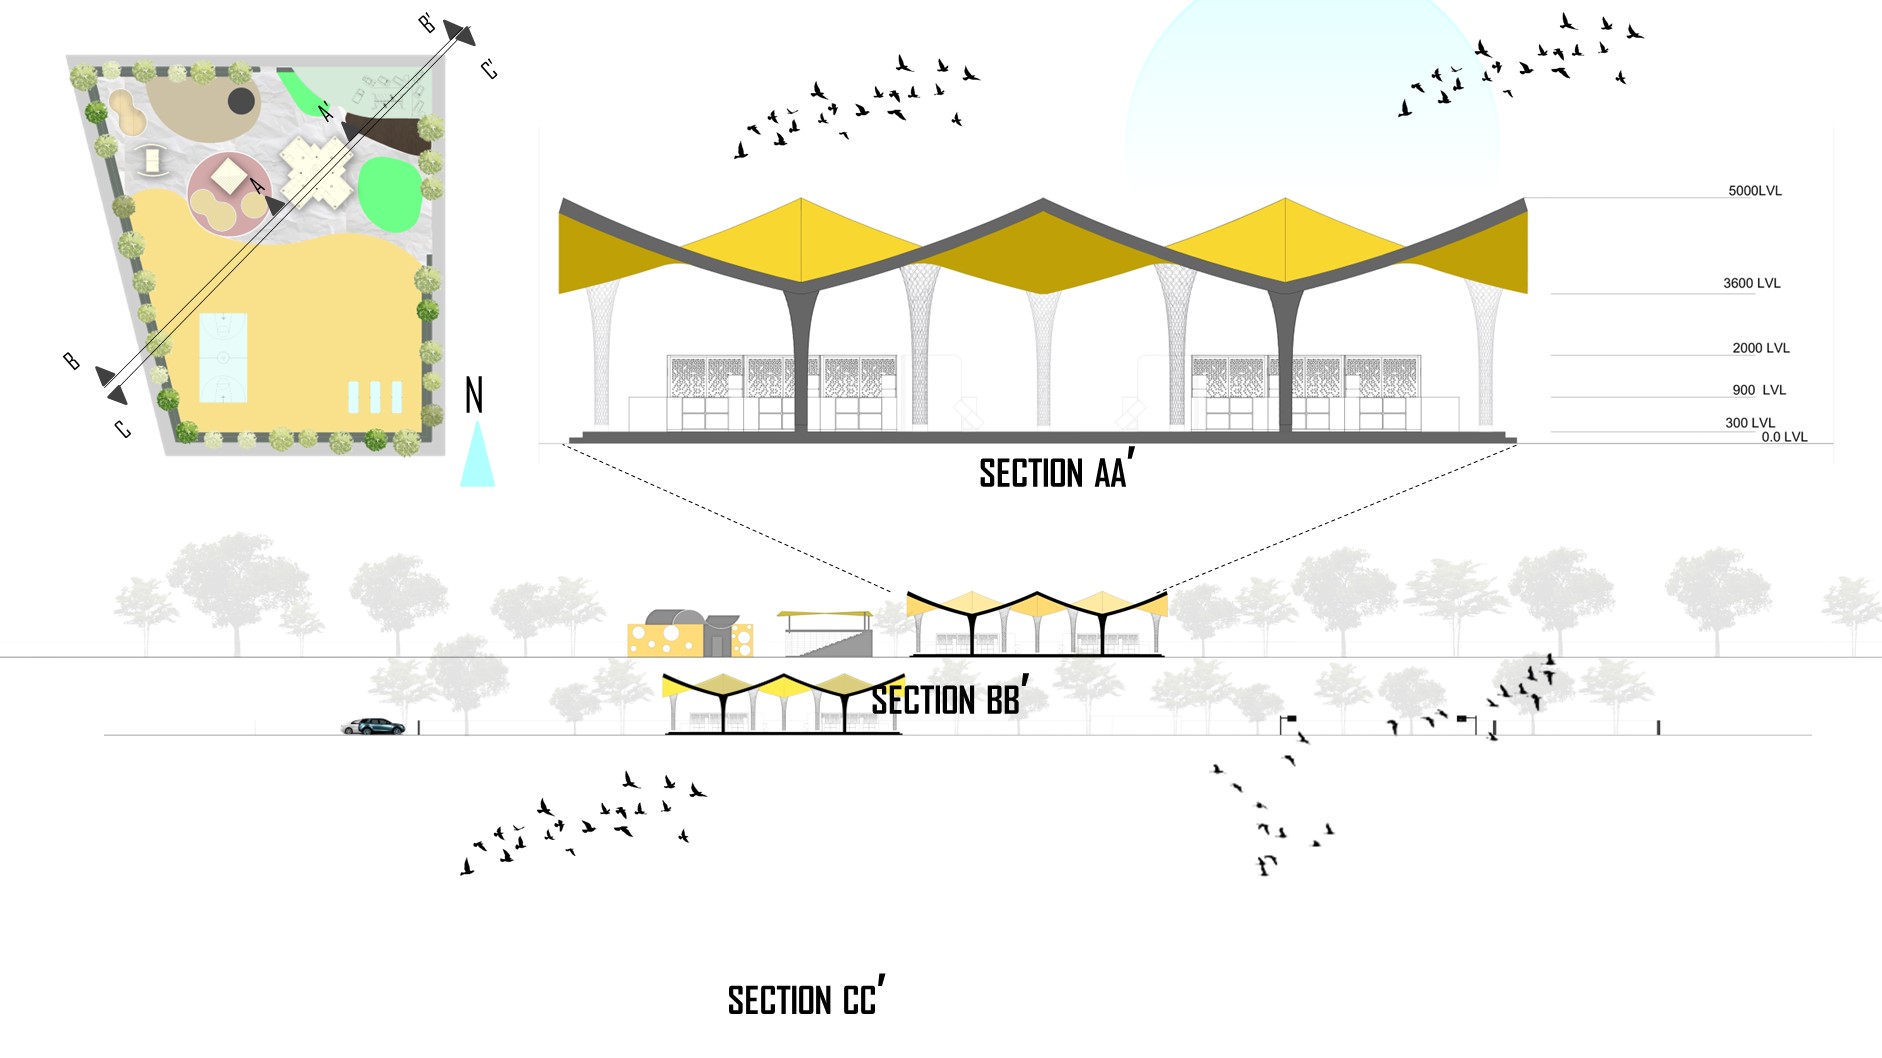 B'
C'
A'
A
B
C
N
5000LVL
3600 LVL
2000 LVL
900 LVL
300 LVL
0.0 LVL
SECTION AA'
SECTION BB'
SECTION CC'